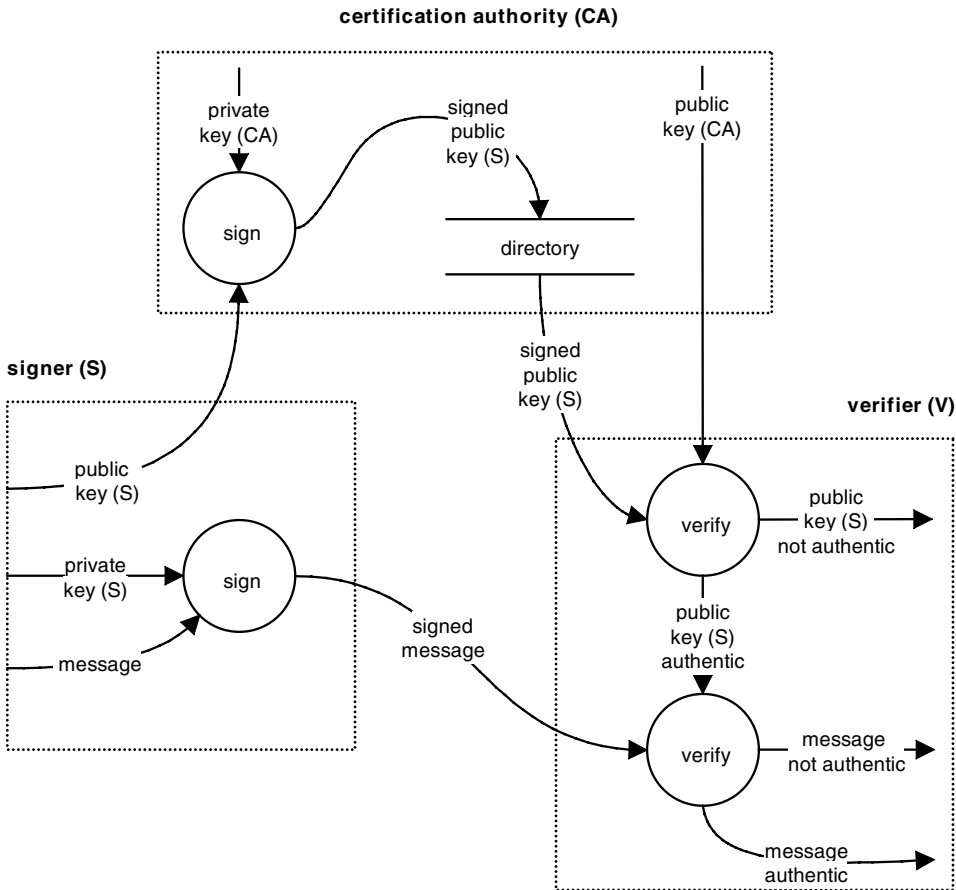 certification authority (CA)
private
key (CA)
signed
public
key (S)
public
key (CA)
sign
directory
signed
public
key (S)
signer (S)
verifier (V)
public
key (S)
private
key (S)
sign
message
signed
message
verify
public
key (S)
not authentic
public
key (S)
authentic
verify
message
not authentic
message
authentic